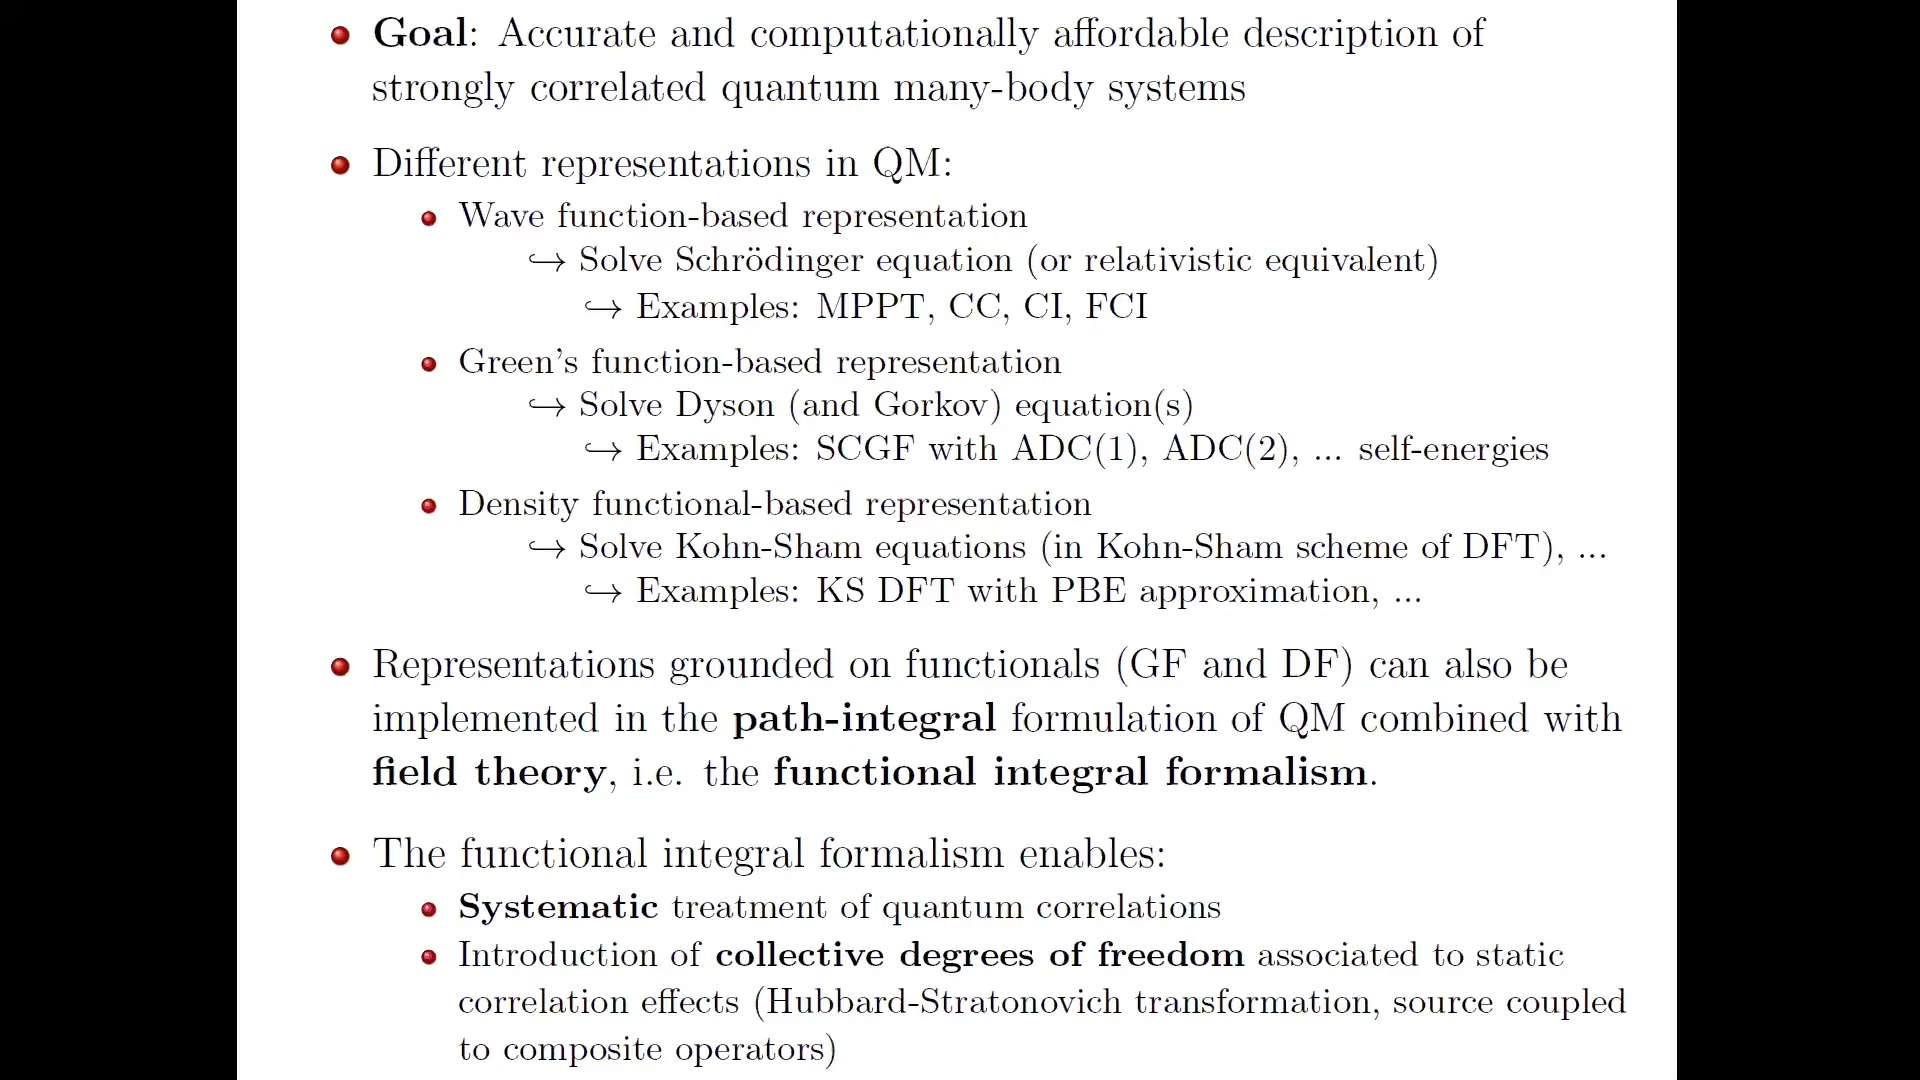 Goal: Accurate and computationally affordable description of
strongly correlated quantum many-body systems
Different representations in QM:
Wave function-based representation
↪ Solve Schrödinger equation (or relativistic equivalent)
↪ Examples: MPPT, CC, CI, FCI
Green's function-based representation
↪ Solve Dyson (and Gorkov) equation(s)
↪ Examples: SCGF with ADC(1), ADC(2), ... self-energies
Density functional-based representation
↪ Solve Kohn-Sham equations (in Kohn-Sham scheme of DFT), ...
↪ Examples: KS DFT with PBE approximation, ...
Representations grounded on functionals (GF and DF) can also be
implemented in the path-integral formulation of QM combined with
field theory, i.e. the functional integral formalism.
The functional integral formalism enables:
Systematic treatment of quantum correlations
Introduction of collective degrees of freedom associated to static
correlation effects (Hubbard-Stratonovich transformation, source coupled
to composite operators)